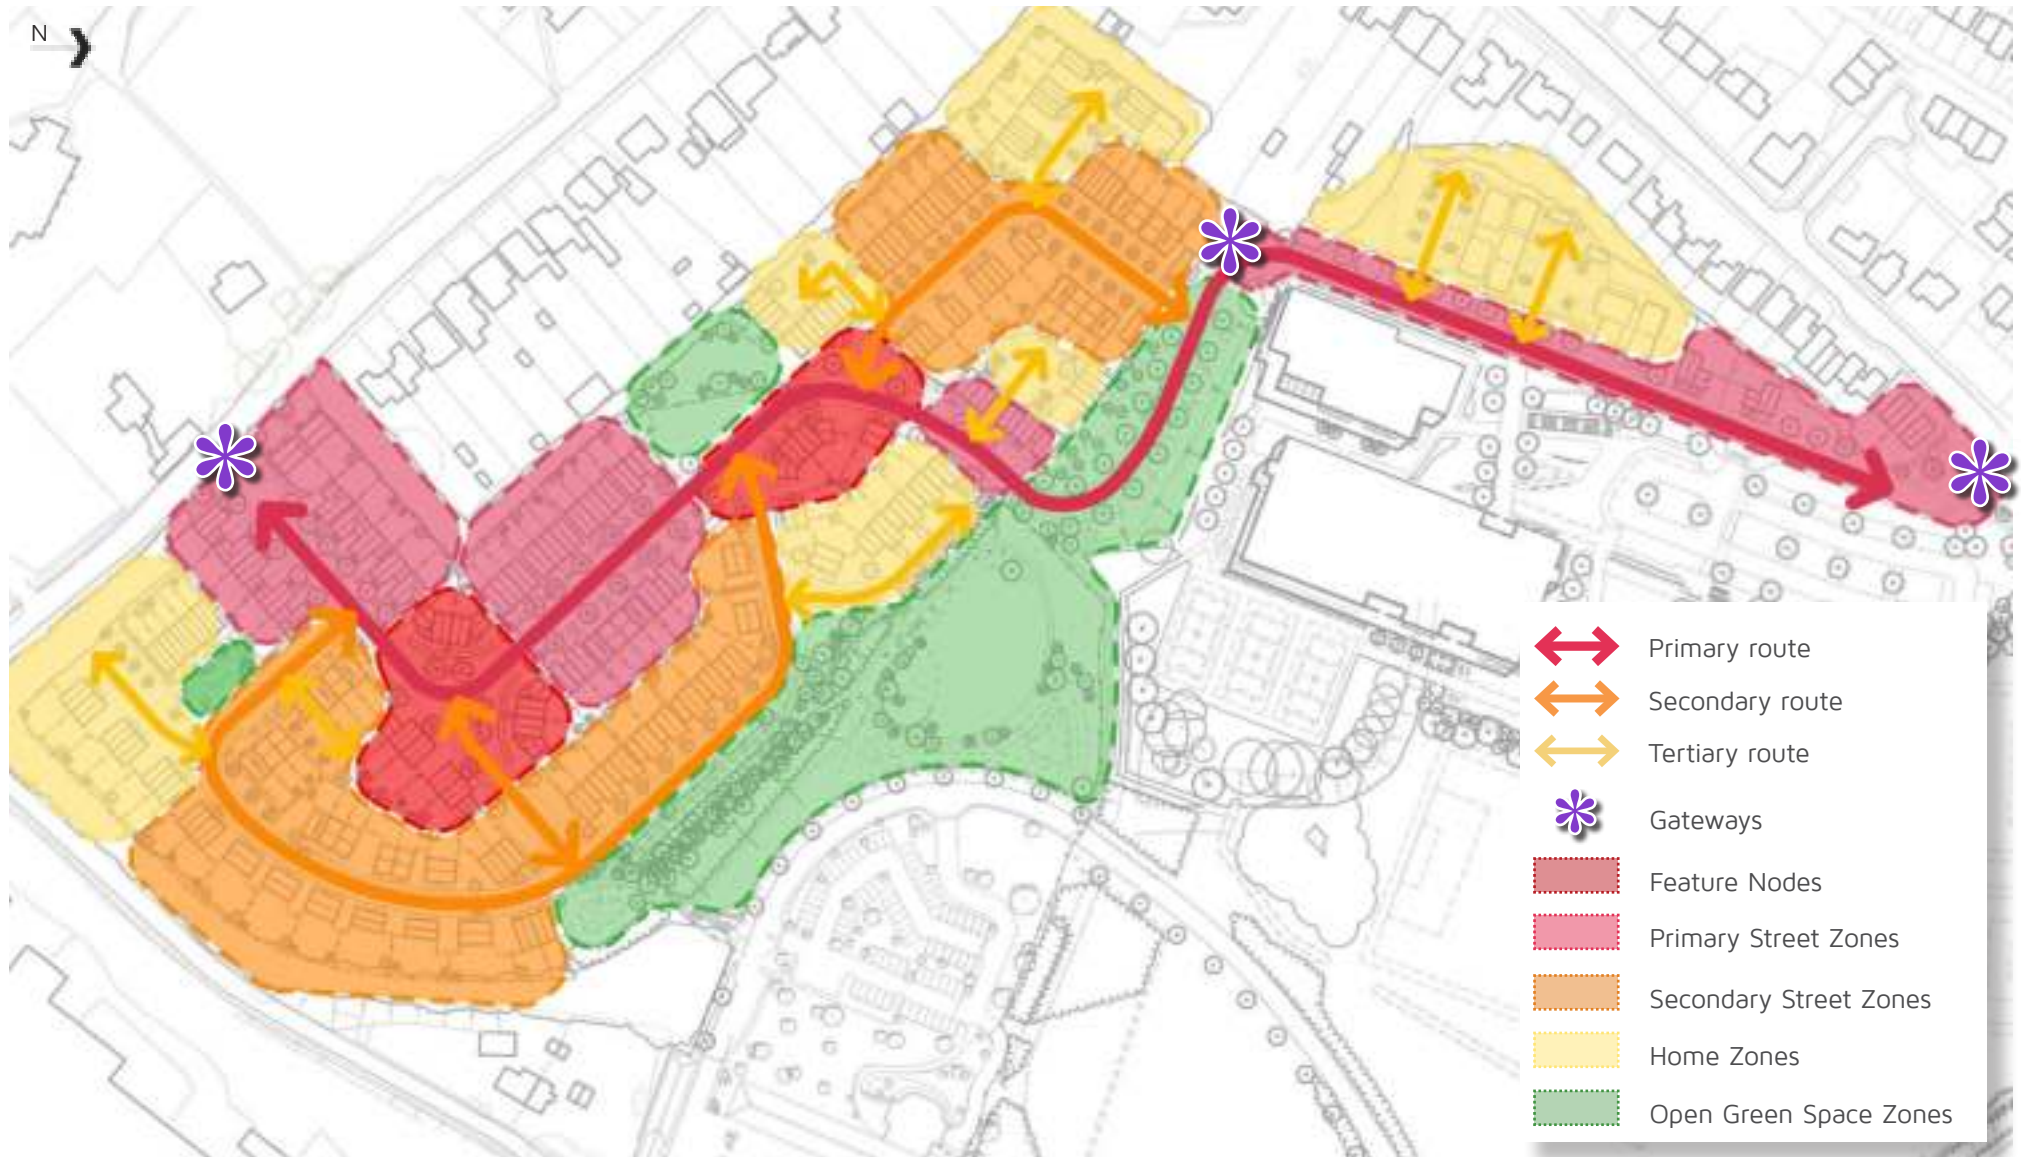 N
Primary route
Secondary route
Tertiary route
Gateways
Feature Nodes
Primary Street Zones
Secondary Street Zones
Home Zones
Open Green Space Zones